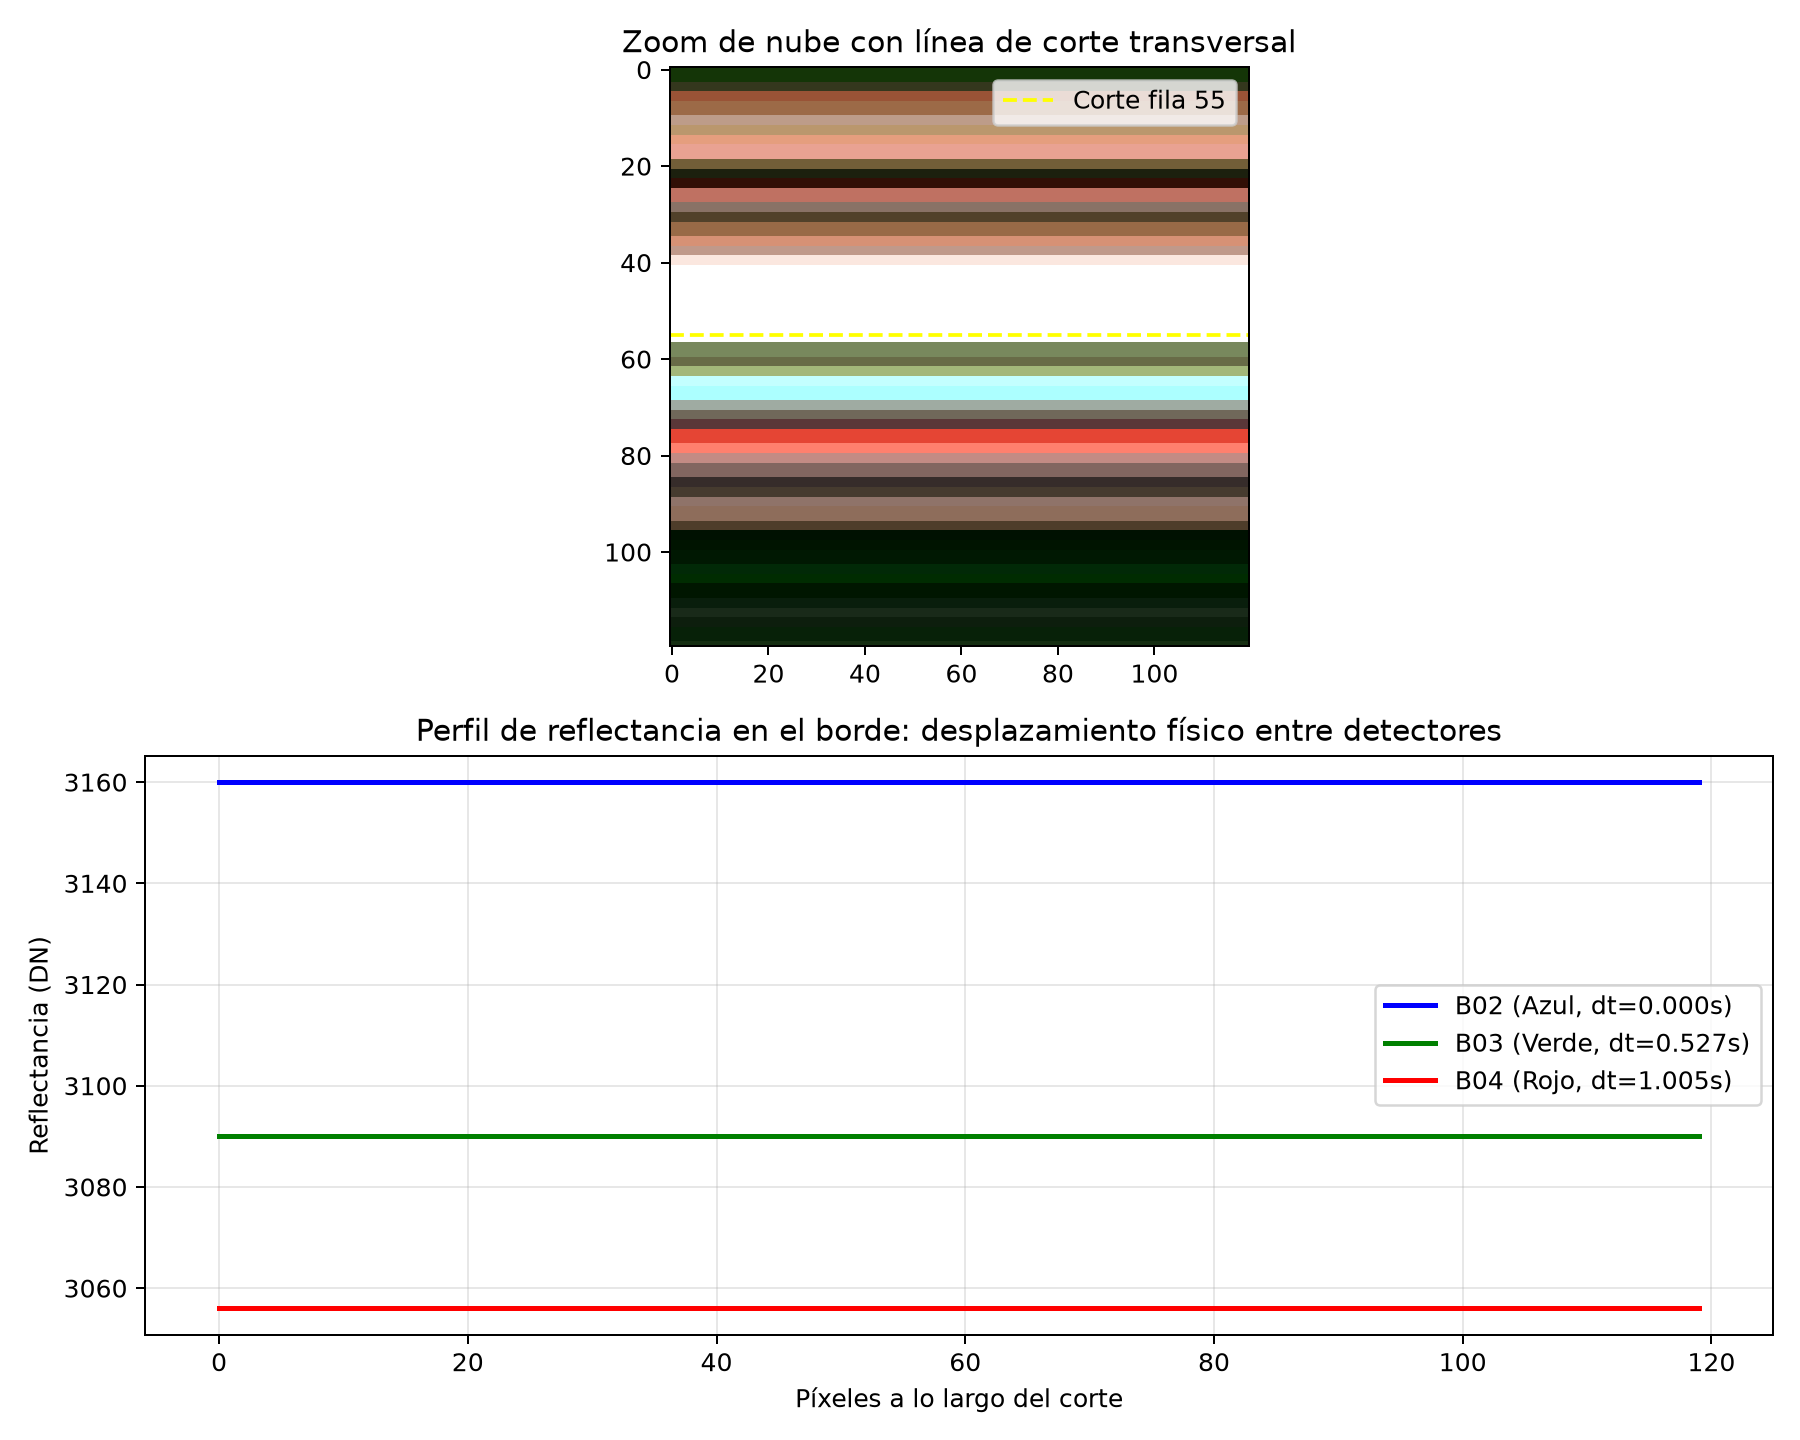 Zoom de nube con línea de corte transversal
0
20
40
60
80
100
Corte fila 55
0 20 40 60 80 100
Perfil de reflectancia en el borde: desplazamiento físico entre detectores
Reflectancia (DN)
3160
3140
3120
3100
3080
3060
B02 (Azul, dt=0.000s)
B03 (Verde, dt=0.527s)
B04 (Rojo, dt=1.005s)
0 20 40 60 80 100 120
Píxeles a lo largo del corte